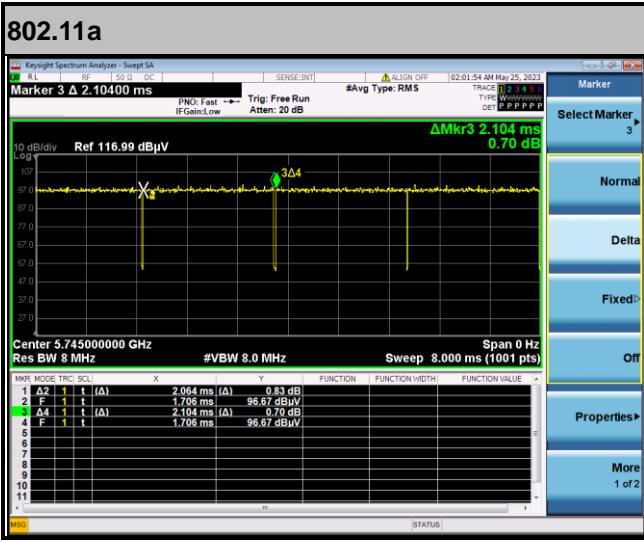 802.11a
Keysight Spectrum Analyzer - Swept SA
RL RF 50 Ω DC SENSE:INT ALIGN OFF 02:01:54 AM May 25, 2023
Marker 3 Δ 2.10400 ms #Avg Type: RMS TRACE 1 2 3 4 5 6
PNO: Fast Trig: Free Run TYPE WWWWWW
IFGain:Low Atten: 20 dB DET P P P P P P
ΔMkr3 2.104 ms
10 dB/div Ref 116.99 dBµV 0.70 dB
Log
107
3Δ4
97.0
87.0
77.0
67.0
57.0
47.0
37.0
27.0
Center 5.745000000 GHz Span 0 Hz
Res BW 8 MHz #VBW 8.0 MHz Sweep 8.000 ms (1001 pts)
MKR MODE TRC SCL X Y FUNCTION FUNCTION WIDTH FUNCTION VALUE
1 Δ2 1 t (Δ) 2.064 ms (Δ) 0.83 dB
2 F 1 t 1.706 ms 96.67 dBµV
3 Δ4 1 t (Δ) 2.104 ms (Δ) 0.70 dB
4 F 1 t 1.706 ms 96.67 dBµV
5
6
7
8
9
10
11
MSG STATUS
Marker
Select Marker
3
Normal
Delta
Fixed
Off
Properties
More
1 of 2